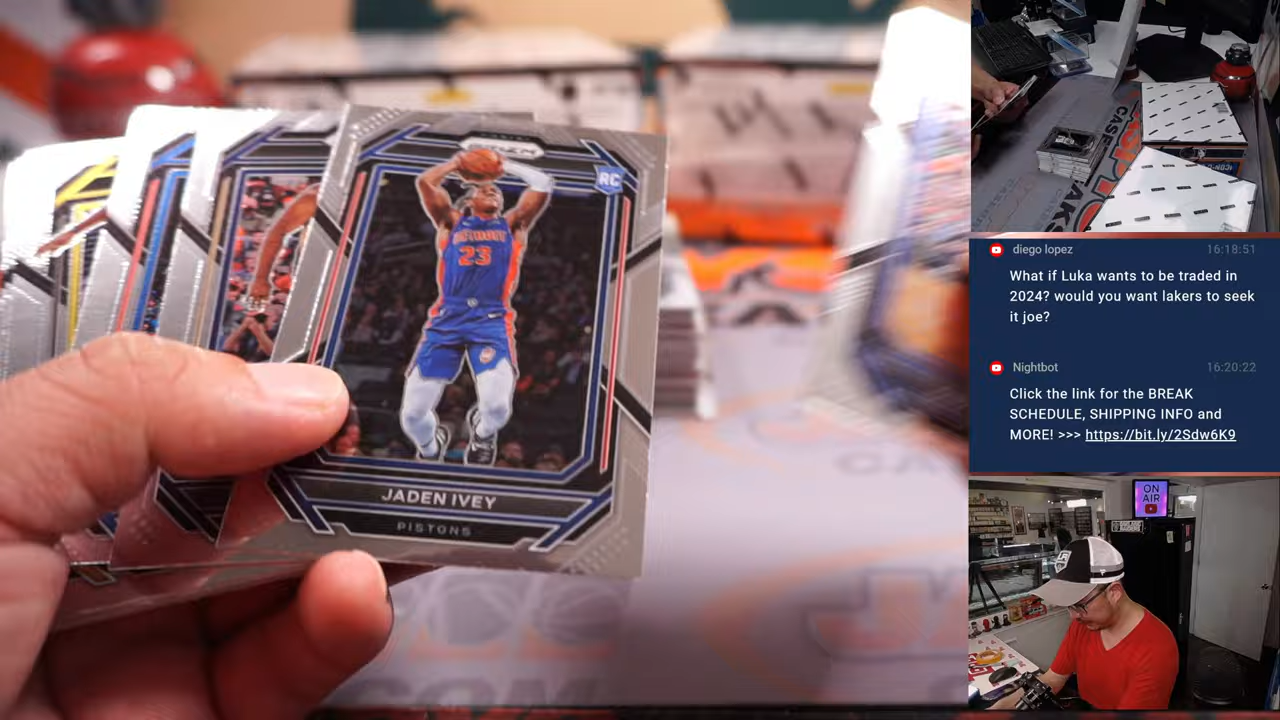 PRIZM
RC
DETROIT
23
JADEN IVEY
PISTONS
diego lopez
16:18:51
What if Luka wants to be traded in
2024? would you want lakers to seek
it joe?
Nightbot
16:20:22
Click the link for the BREAK
SCHEDULE, SHIPPING INFO and
MORE! >>> https://bit.ly/2Sdw6K9
ON
AIR